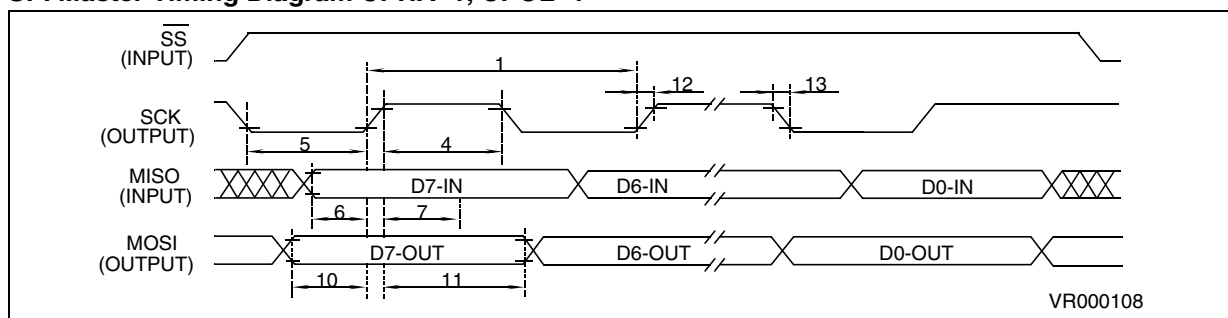 SPI Master Timing Diagram CPHA=1, CPOL=1
SS
(INPUT)
1
12
13
SCK
(OUTPUT)
5
4
MISO
(INPUT)
D7-IN
D6-IN
D0-IN
6
7
MOSI
(OUTPUT)
D7-OUT
D6-OUT
D0-OUT
10
11
VR000108